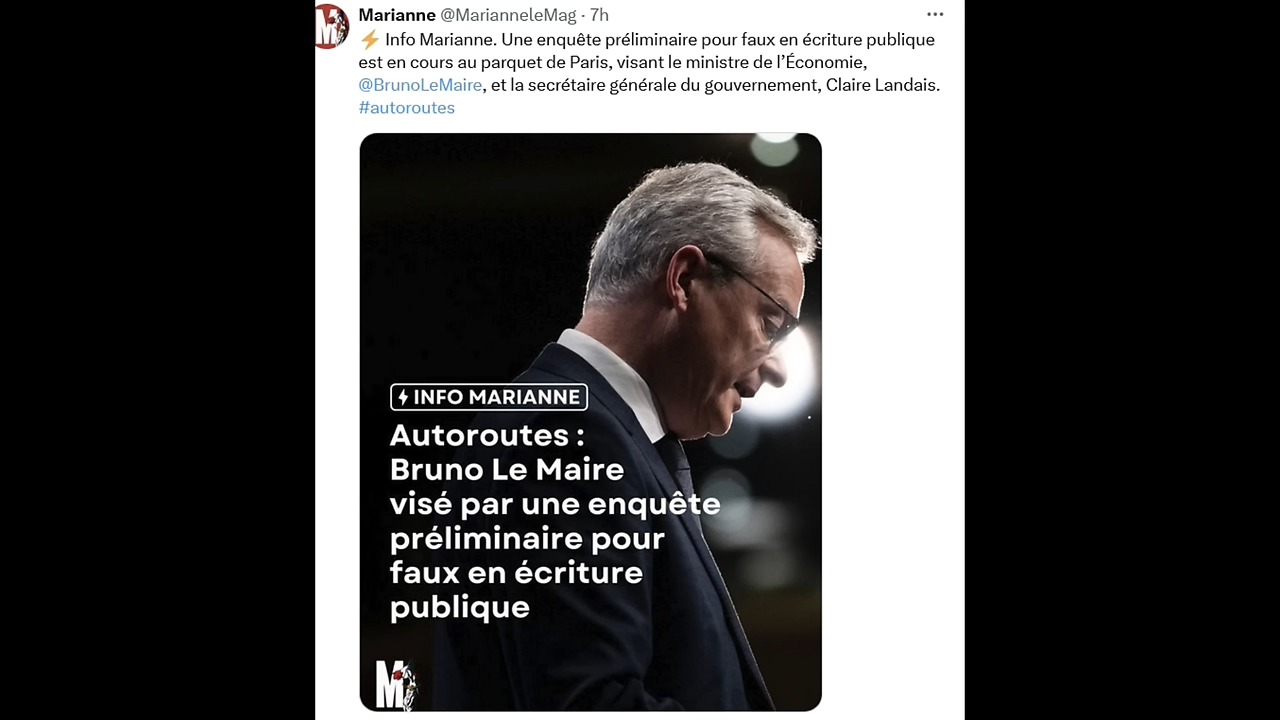 Marianne @MarianneleMag · 7h
⚡ Info Marianne. Une enquête préliminaire pour faux en écriture publique
est en cours au parquet de Paris, visant le ministre de l’Économie,
@BrunoLeMaire, et la secrétaire générale du gouvernement, Claire Landais.
#autoroutes
INFO MARIANNE
Autoroutes :
Bruno Le Maire
visé par une enquête
préliminaire pour
faux en écriture
publique
M